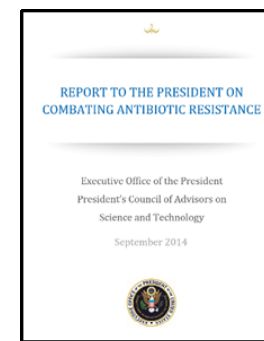 REPORT TO THE PRESIDENT ON
COMBATING ANTIBIOTIC RESISTANCE
Executive Office of the President
President's Council of Advisors on
Science and Technology
September 2014